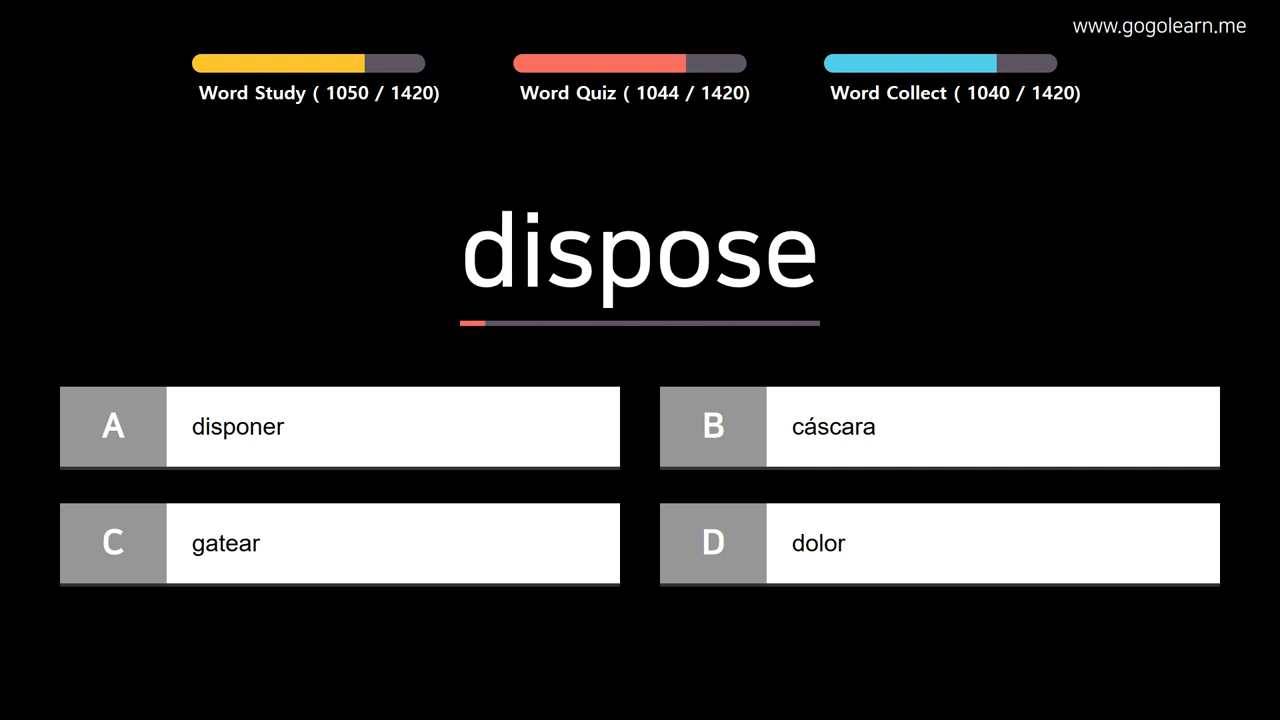 www.gogolearn.me
Word Study ( 1050 / 1420)
Word Quiz ( 1044 / 1420)
Word Collect ( 1040 / 1420)
dispose
A disponer
B cáscara
C gatear
D dolor